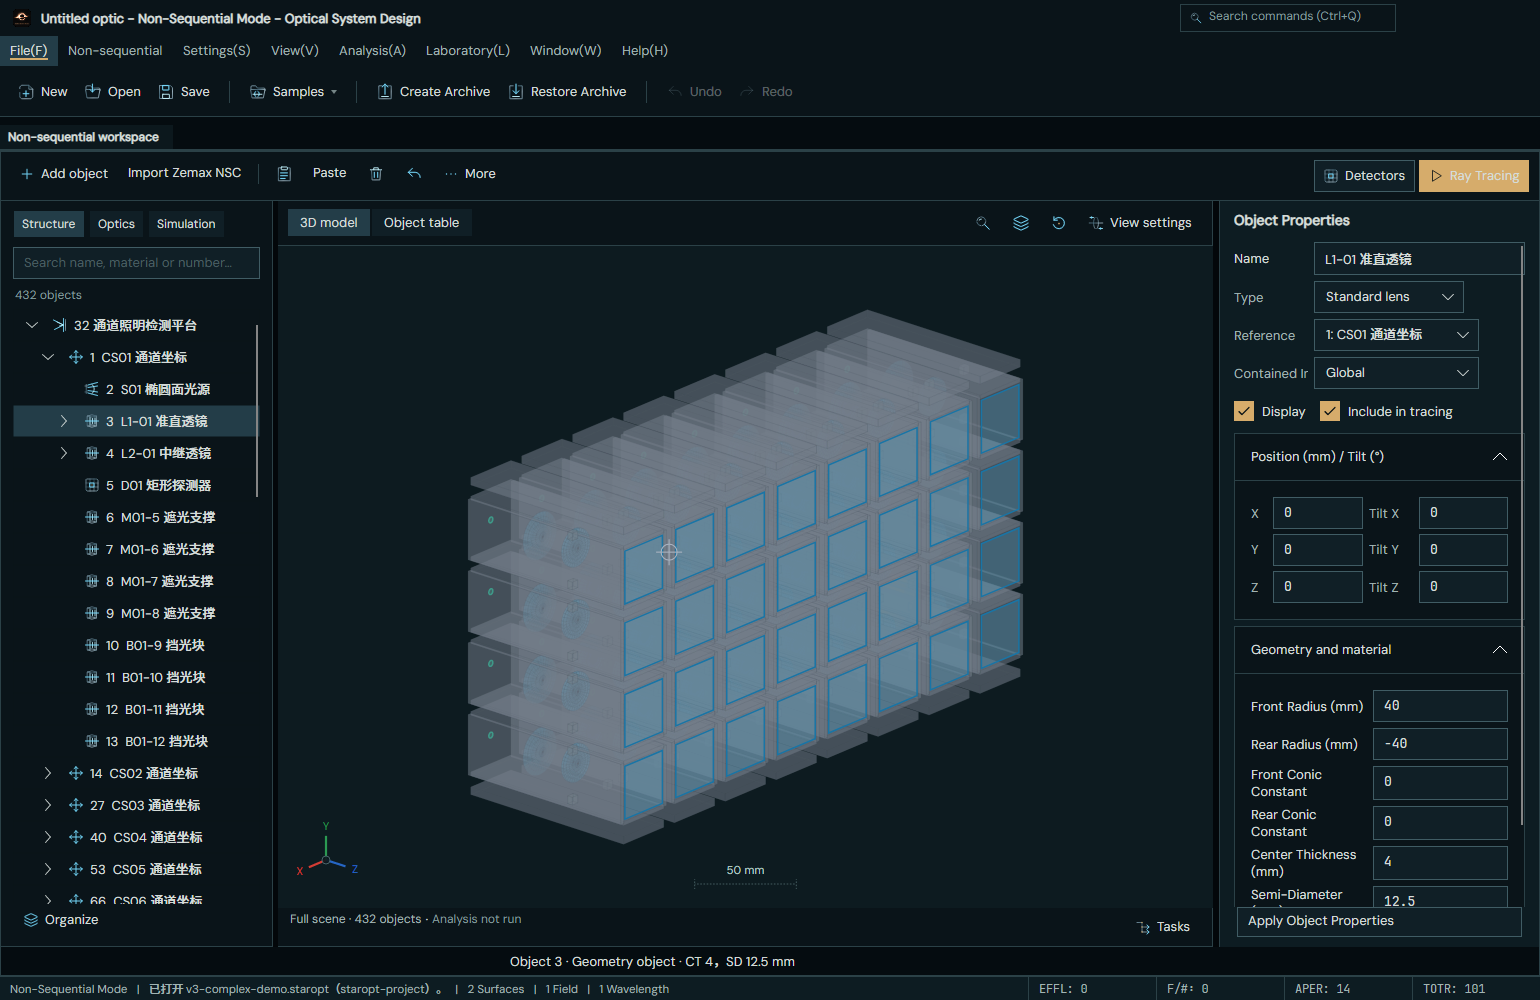 Untitled optic - Non-Sequential Mode - Optical System Design
Search commands (Ctrl+Q)
File(F) Non-sequential Settings(S) View(V) Analysis(A) Laboratory(L) Window(W) Help(H)
New Open Save Samples Create Archive Restore Archive Undo Redo
Non-sequential workspace
Add object Import Zemax NSC Paste More Detectors Ray Tracing
Structure Optics Simulation
Search name, material or number...
432 objects
32 通道照明检测平台
1 CS01 通道坐标
2 S01 椭圆面光源
3 L1-01 准直透镜
4 L2-01 中继透镜
5 D01 矩形探测器
6 M01-5 遮光支撑
7 M01-6 遮光支撑
8 M01-7 遮光支撑
9 M01-8 遮光支撑
10 B01-9 挡光块
11 B01-10 挡光块
12 B01-11 挡光块
13 B01-12 挡光块
14 CS02 通道坐标
27 CS03 通道坐标
40 CS04 通道坐标
53 CS05 通道坐标
66 CS06 通道坐标
Organize
3D model Object table View settings
Y
X
Z
50 mm
Full scene · 432 objects · Analysis not run
Tasks
Object Properties
Name L1-01 准直透镜
Type Standard lens
Reference 1: CS01 通道坐标
Contained Ir Global
Display Include in tracing
Position (mm) / Tilt (°)
X 0 Tilt X 0
Y 0 Tilt Y 0
Z 0 Tilt Z 0
Geometry and material
Front Radius (mm) 40
Rear Radius (mm) -40
Front Conic Constant 0
Rear Conic Constant 0
Center Thickness (mm) 4
Semi-Diameter 12.5
Apply Object Properties
Object 3 · Geometry object · CT 4, SD 12.5 mm
Non-Sequential Mode | 已打开 v3-complex-demo.staropt（staropt-project）。 | 2 Surfaces | 1 Field | 1 Wavelength
EFFL: 0 F/#: 0 APER: 14 TOTR: 101